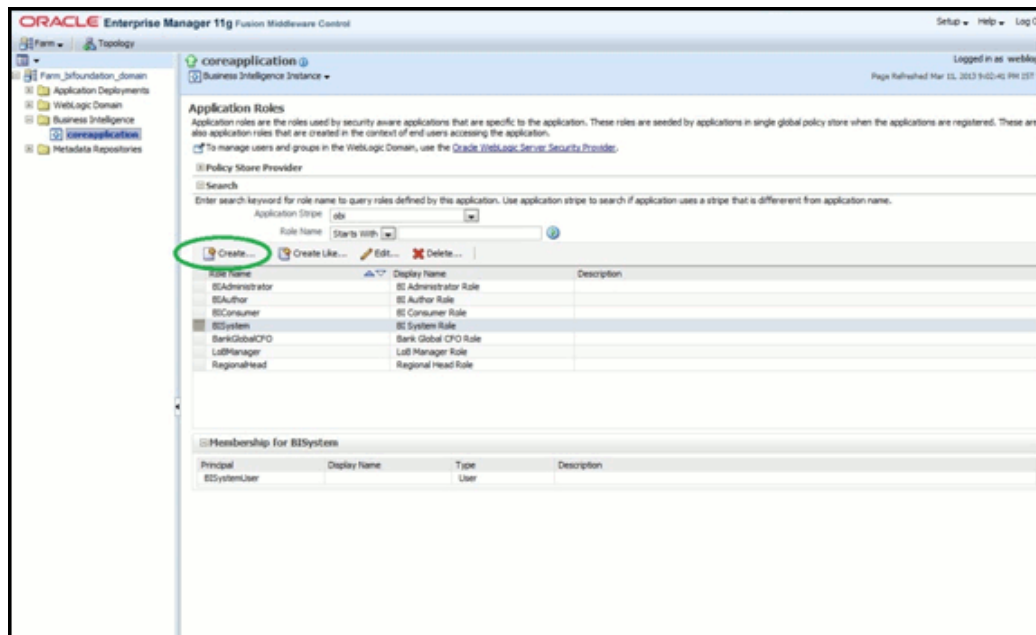 ORACLE Enterprise Manager 11g Fusion Middleware Control
Setup Help Log
Farm Topology
Farm_bifoundation_domain
Application Deployments
WebLogic Domain
Business Intelligence
coreapplication
Metadata Repositories
coreapplication
Logged in as weblog
Business Intelligence Instance
Page Refreshed Mar 11, 2013 9:02:41 PM IST
Application Roles
Application roles are the roles used by security aware applications that are specific to the application. These roles are seeded by applications in single global policy store when the applications are registered. These are
also application roles that are created in the context of end users accessing the application.
To manage users and groups in the WebLogic Domain, use the Oracle WebLogic Server Security Provider.
Policy Store Provider
Search
Enter search keyword for role name to query roles defined by this application. Use application stripe to search if application uses a stripe that is differerent from application name.
Application Stripe obi
Role Name Starts With
Create... Create Like... Edit... Delete...
Role Name Display Name Description
BIAdministrator BI Administrator Role
BIAuthor BI Author Role
BIConsumer BI Consumer Role
BISystem BI System Role
BankGlobalCFO Bank Global CFO Role
LoBManager LoB Manager Role
RegionalHead Regional Head Role
Membership for BISystem
Principal Display Name Type Description
BISystemUser User